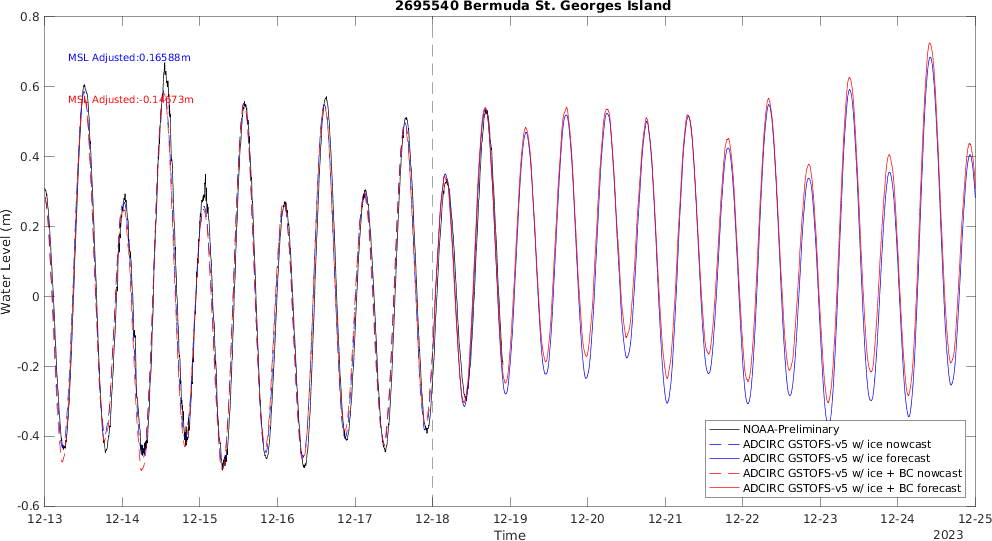 2695540 Bermuda St. Georges Island
0.8
MSL Adjusted:0.16588m
0.6
MSL Adjusted:-0.14673m
0.4
0.2
0
-0.2
-0.4
-0.6
Water Level (m)
NOAA-Preliminary
ADCIRC GSTOFS-v5 w/ ice nowcast
ADCIRC GSTOFS-v5 w/ ice forecast
ADCIRC GSTOFS-v5 w/ ice + BC nowcast
ADCIRC GSTOFS-v5 w/ ice + BC forecast
12-13 12-14 12-15 12-16 12-17 12-18 12-19 12-20 12-21 12-22 12-23 12-24 12-25
Time
2023